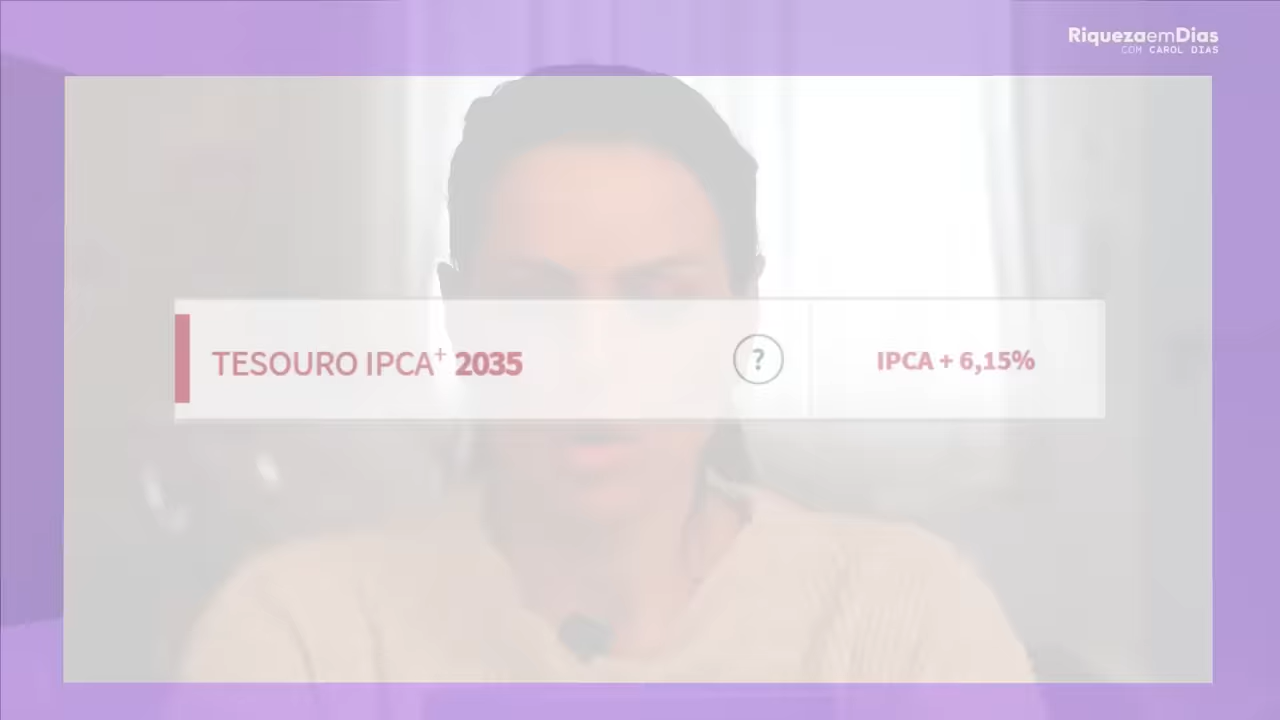 RiquezaemDias
COM CAROL DIAS
TESOURO IPCA+ 2035 ? IPCA + 6,15%